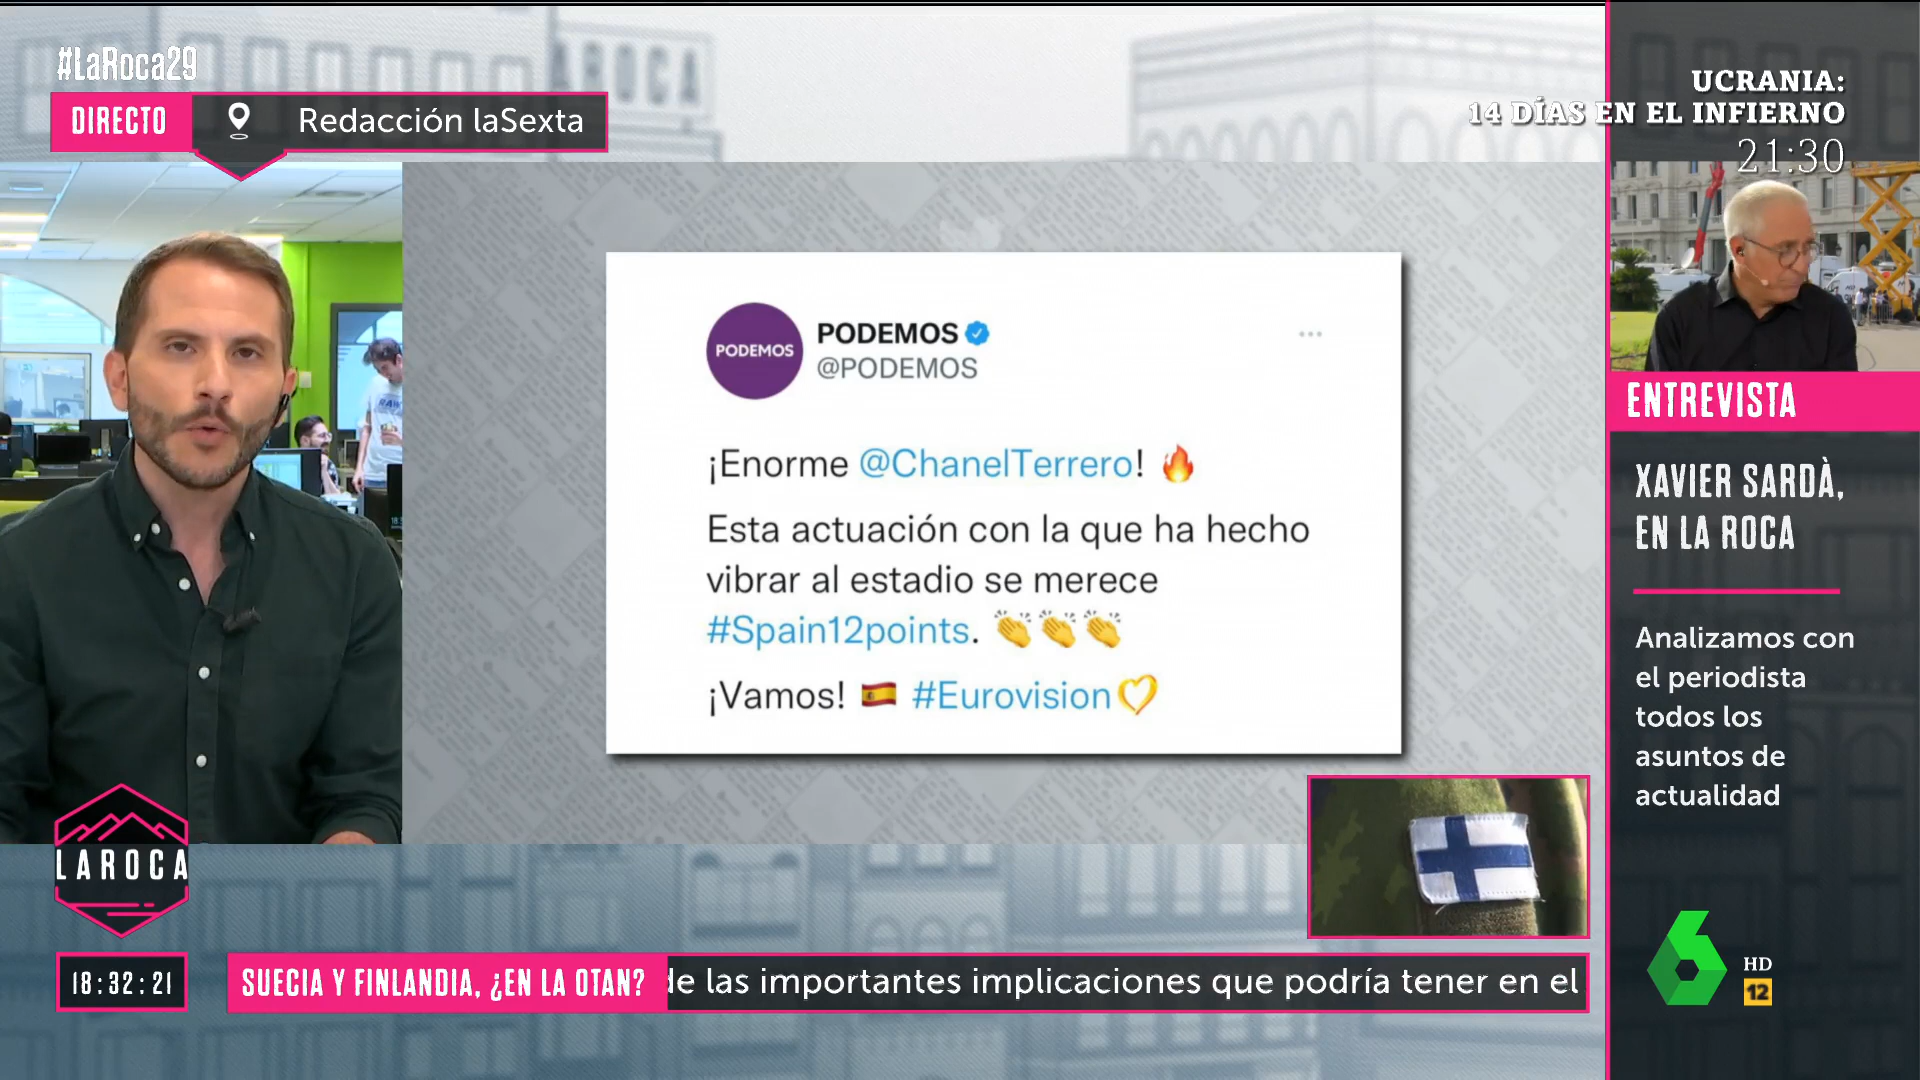 #LaRoca29
DIRECTO
Redacción laSexta
LAROCA
UCRANIA:
14 DÍAS EN EL INFIERNO
21:30
PODEMOS
PODEMOS
@PODEMOS
¡Enorme @ChanelTerrero! 🔥
Esta actuación con la que ha hecho
vibrar al estadio se merece
#Spain12points. 👏👏👏
¡Vamos! 🇪🇸 #Eurovision💛
ENTREVISTA
XAVIER SARDÀ,
EN LA ROCA
Analizamos con
el periodista
todos los
asuntos de
actualidad
LAROCA
18:32:21
SUECIA Y FINLANDIA, ¿EN LA OTAN?
de las importantes implicaciones que podría tener en el
HD
12